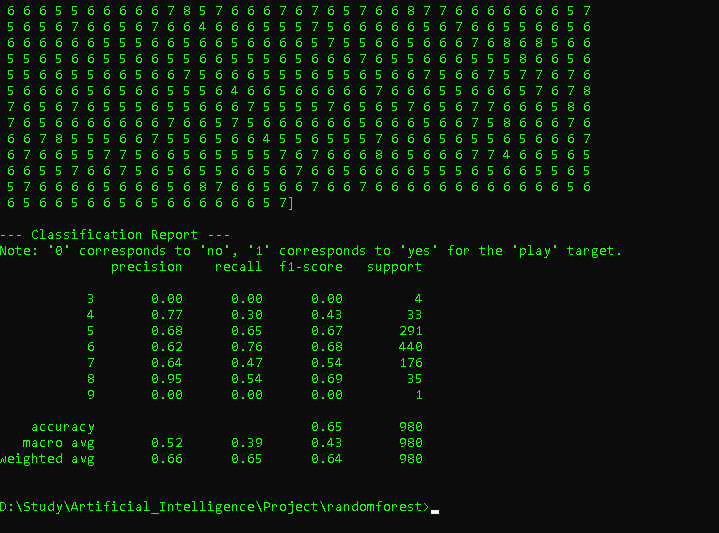 6 6 6 5 5 6 6 6 6 6 7 8 5 7 6 6 6 7 6 7 6 5 7 6 6 8 7 7 6 6 6 6 6 6 5 7
5 6 5 6 7 6 6 5 6 7 6 6 4 6 6 6 5 5 5 7 5 6 6 6 6 6 6 5 6 7 6 6 5 6 6 6
6 6 6 6 6 6 5 5 5 6 6 5 6 6 5 6 6 6 6 6 5 7 5 5 6 6 6 6 6 6 7 6 8 6 8 5 6 6
5 5 6 5 6 6 6 5 6 6 5 6 5 5 6 5 5 6 6 6 6 6 7 6 5 5 6 6 6 6 5 5 5 8 6 6 5 6
5 5 6 5 6 6 5 5 6 6 6 7 5 6 6 6 6 6 5 5 6 5 6 5 6 6 7 5 6 6 7 5 7 7 6 7 6
5 6 5 6 6 5 6 5 6 6 5 5 5 6 4 6 6 5 6 6 6 6 6 5 7 6 6 5 5 6 6 6 7 6 7 6 7 8
7 6 5 6 7 6 5 5 5 6 5 5 6 6 6 7 5 5 5 5 7 6 5 6 5 7 6 5 6 7 7 6 6 6 6 5 8 6
7 6 5 6 6 6 6 6 6 6 7 6 6 5 7 5 6 6 6 6 6 6 5 6 6 5 6 6 6 7 5 8 6 6 6 7 6
6 6 7 8 5 5 5 6 6 7 5 5 6 5 6 6 4 5 5 6 5 5 5 7 6 6 6 5 6 5 5 6 5 6 6 6 6 7
6 7 6 6 5 5 7 7 5 6 6 5 6 5 5 5 5 7 6 7 6 6 6 8 6 5 6 6 6 7 7 4 6 6 5 6 5
6 6 5 5 6 6 7 6 5 7 5 6 5 5 6 6 5 5 6 5 6 5 6 6 6 6 5 6 5 5 6 6 6 6 6 5
5 7 6 6 6 6 5 6 6 6 6 8 7 6 6 5 6 6 7 6 6 7 6 6 6 6 6 6 6 6 6 6 6 6 5 6
6 5 6 6 5 6 6 5 6 5 6 6 6 6 6 6 5 7]
--- Classification Report ---
Note: '0' corresponds to 'no', '1' corresponds to 'yes' for the 'play' target.
precision recall f1-score support
3 0.00 0.00 0.00 4
4 0.77 0.30 0.43 33
5 0.68 0.65 0.67 291
6 0.62 0.76 0.68 440
7 0.64 0.47 0.54 176
8 0.95 0.54 0.69 35
9 0.00 0.00 0.00 1
accuracy 0.65 980
macro avg 0.52 0.39 0.43 980
weighted avg 0.66 0.65 0.64 980
D:\Study\Artificial_Intelligence\Project\randomforest>